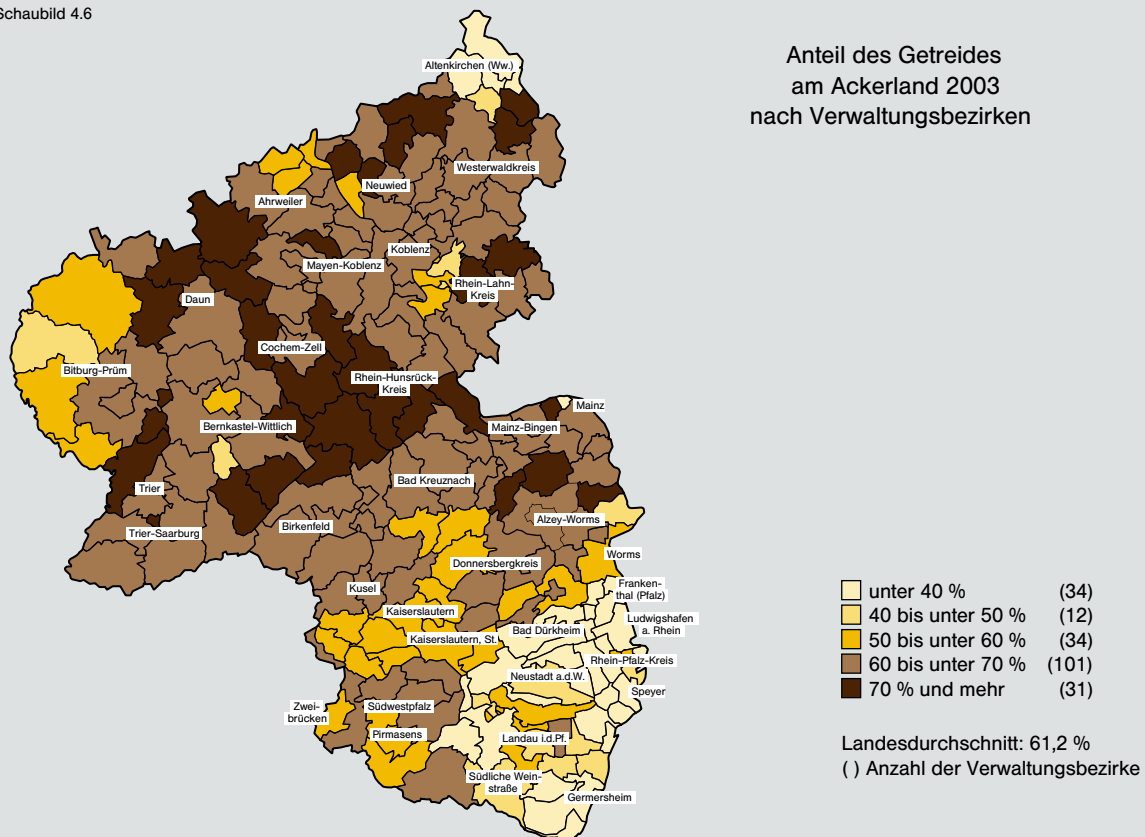 Schaubild 4.6
Anteil des Getreides
am Ackerland 2003
nach Verwaltungsbezirken
Altenkirchen (Ww.)
Westerwaldkreis
Neuwied
Ahrweiler
Koblenz
Mayen-Koblenz
Rhein-Lahn-
Kreis
Daun
Cochem-Zell
Bitburg-Prüm
Rhein-Hunsrück-
Kreis
Mainz
Bernkastel-Wittlich
Mainz-Bingen
Bad Kreuznach
Trier
Alzey-Worms
Birkenfeld
Trier-Saarburg
Worms
Donnersbergkreis
Franken-
thal (Pfalz)
Kusel
Kaiserslautern
Ludwigshafen
a. Rhein
Bad Dürkheim
Kaiserslautern, St.
Rhein-Pfalz-Kreis
Neustadt a.d.W.
Speyer
Zwei-
brücken
Südwestpfalz
Pirmasens
Landau i.d.Pf.
Südliche Wein-
straße
Germersheim
unter 40 % (34)
40 bis unter 50 % (12)
50 bis unter 60 % (34)
60 bis unter 70 % (101)
70 % und mehr (31)
Landesdurchschnitt: 61,2 %
( ) Anzahl der Verwaltungsbezirke